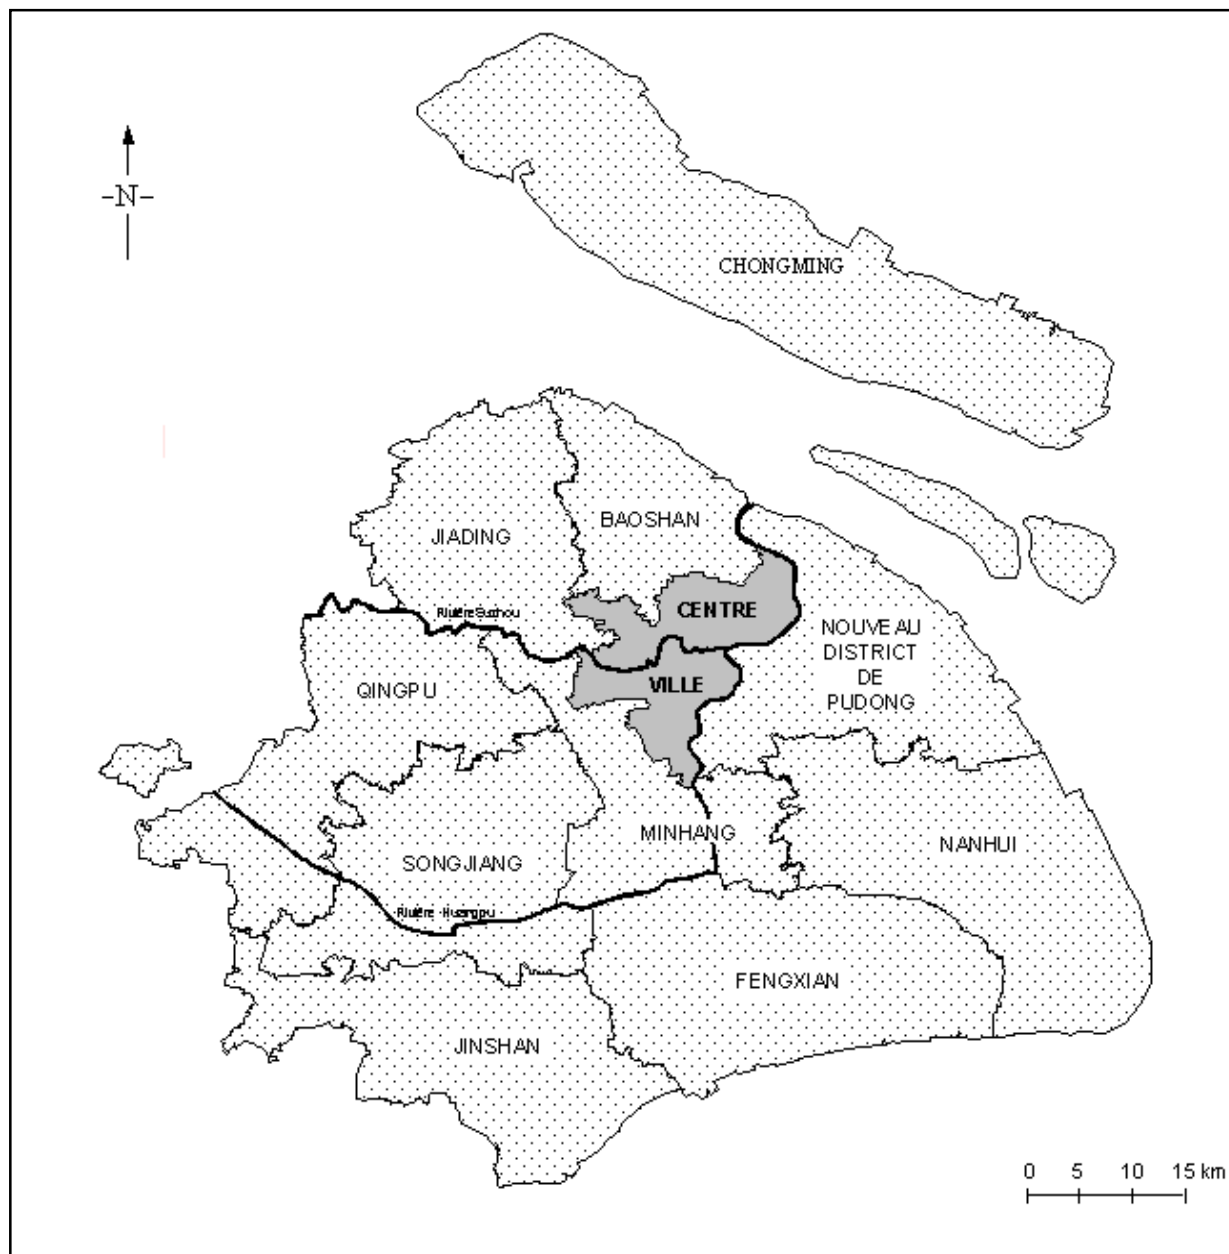 -N-
CHONGMING
BAOSHAN
JIADING
CENTRE
Rivière Suzhou
NOUVEAU
DISTRICT
DE
PUDONG
VILLE
QINGPU
MINHANG
NANHUI
SONGJIANG
Rivière Huangpu
FENGXIAN
JINSHAN
0 5 10 15 km